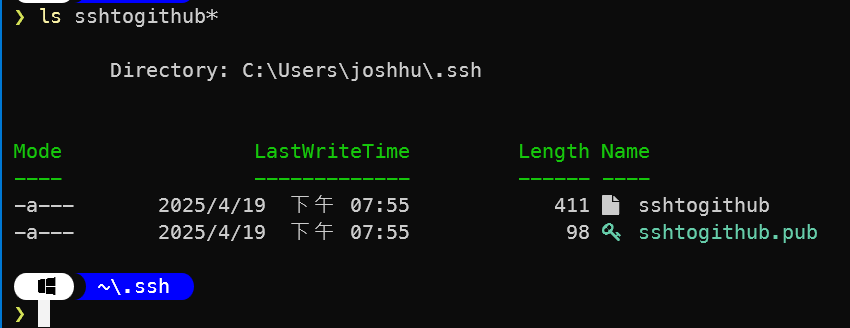 ❯ ls sshtogithub*
Directory: C:\Users\joshhu\.ssh
Mode                LastWriteTime         Length Name
----                -------------         ------ ----
-a---        2025/4/19  下午 07:55            411 sshtogithub
-a---        2025/4/19  下午 07:55             98 sshtogithub.pub
~\.ssh
❯